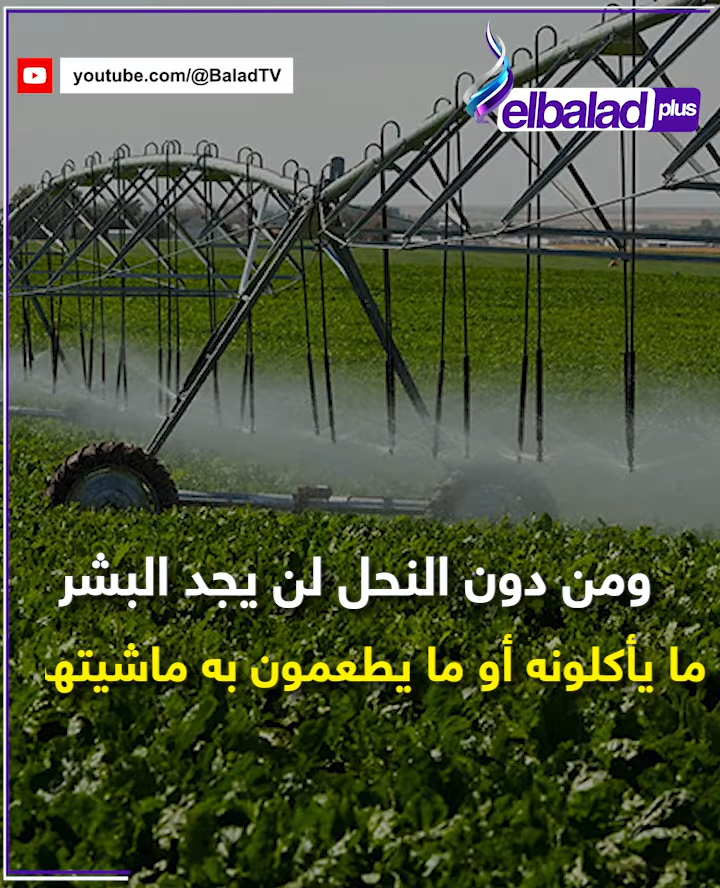 youtube.com/@BaladTV
elbalad plus
ومن دون النحل لن يجد البشر
ما يأكلونه أو ما يطعمون به ماشيته